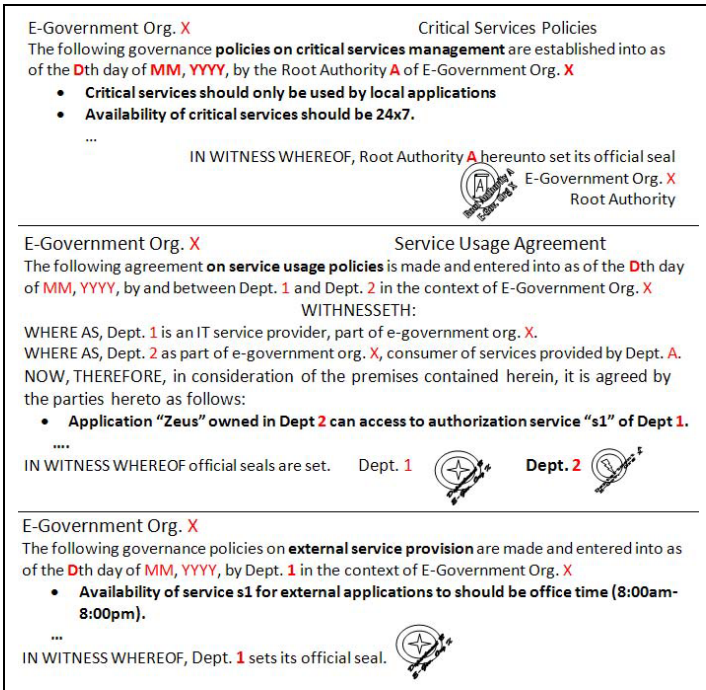 E-Government Org. X Critical Services Policies
The following governance policies on critical services management are established into as
of the Dth day of MM, YYYY, by the Root Authority A of E-Government Org. X
• Critical services should only be used by local applications
• Availability of critical services should be 24x7.
...
IN WITNESS WHEREOF, Root Authority A hereunto set its official seal
A
Root Authority A
E-Gov. Org X
E-Government Org. X
Root Authority
E-Government Org. X Service Usage Agreement
The following agreement on service usage policies is made and entered into as of the Dth day
of MM, YYYY, by and between Dept. 1 and Dept. 2 in the context of E-Government Org. X
WITHNESSETH:
WHERE AS, Dept. 1 is an IT service provider, part of e-government org. X.
WHERE AS, Dept. 2 as part of e-government org. X, consumer of services provided by Dept. A.
NOW, THEREFORE, in consideration of the premises contained herein, it is agreed by
the parties hereto as follows:
• Application “Zeus” owned in Dept 2 can access to authorization service “s1” of Dept 1.
....
IN WITNESS WHEREOF official seals are set. Dept. 1 Dept. 2
E-Government Org. X
The following governance policies on external service provision are made and entered into as
of the Dth day of MM, YYYY, by Dept. 1 in the context of E-Government Org. X
• Availability of service s1 for external applications to should be office time (8:00am-
8:00pm).
...
IN WITNESS WHEREOF, Dept. 1 sets its official seal.